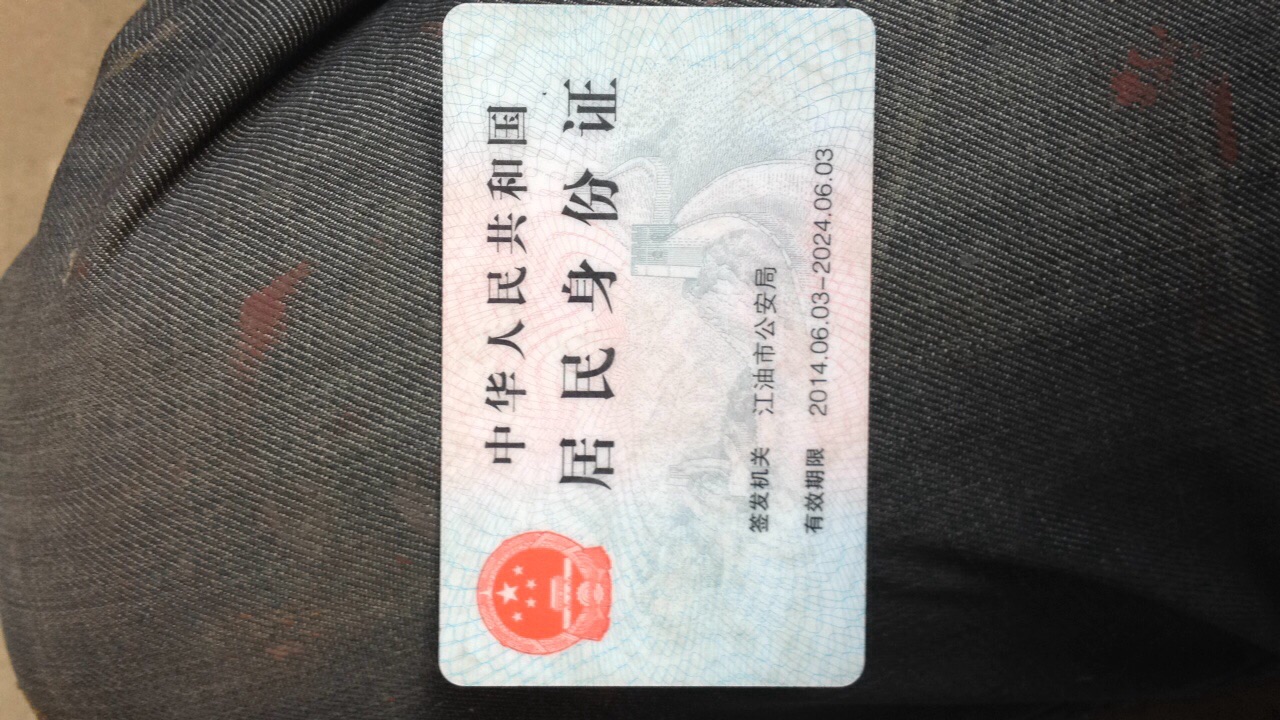 中华人民共和国
居民身份证
签发机关 江油市公安局
有效期限 2014.06.03-2024.06.03